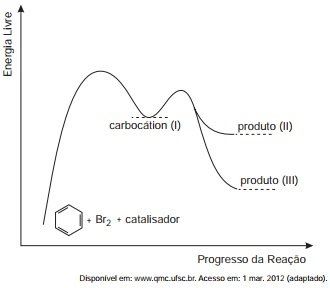 Energia Livre
carbocátion (I)
produto (II)
produto (III)
+ Br2 + catalisador
Progresso da Reação
Disponível em: www.qmc.ufsc.br. Acesso em: 1 mar. 2012 (adaptado).